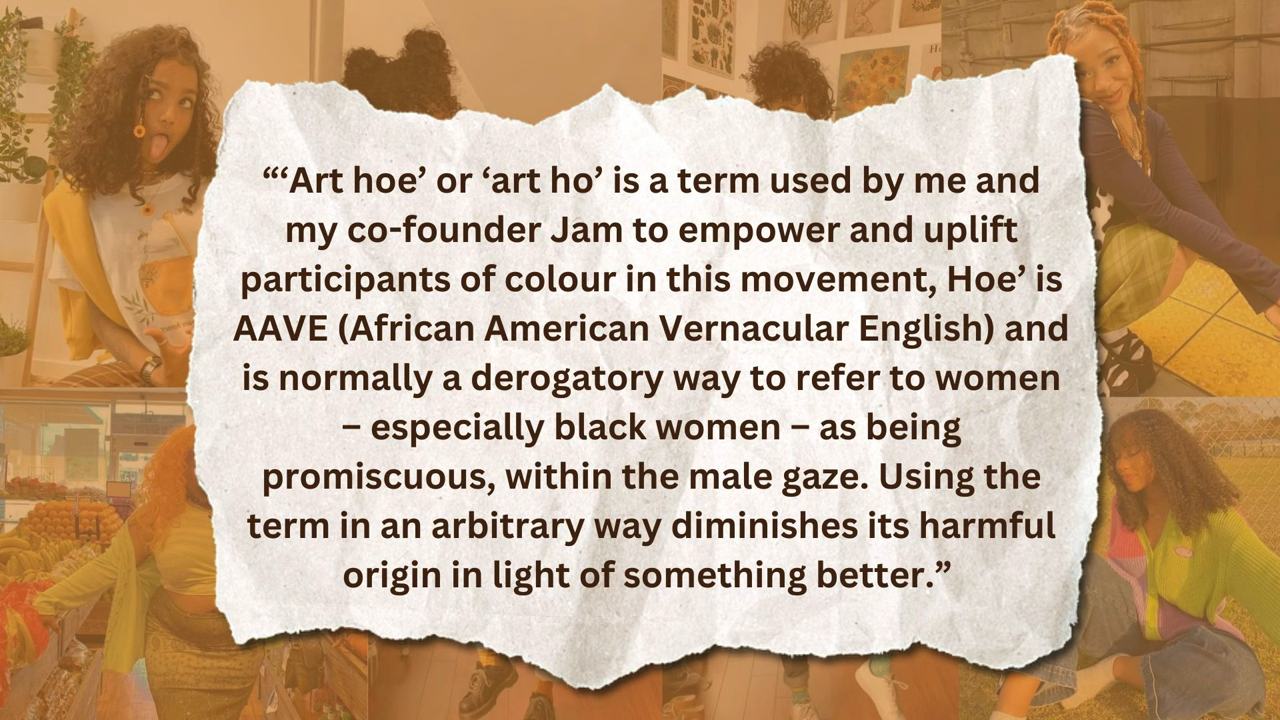 “‘Art hoe’ or ‘art ho’ is a term used by me and
my co-founder Jam to empower and uplift
participants of colour in this movement, Hoe’ is
AAVE (African American Vernacular English) and
is normally a derogatory way to refer to women
– especially black women – as being
promiscuous, within the male gaze. Using the
term in an arbitrary way diminishes its harmful
origin in light of something better.”